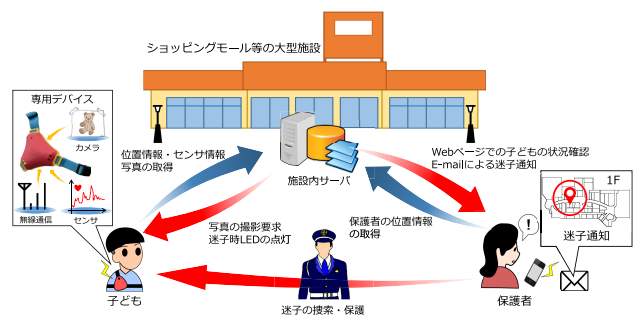 ショッピングモール等の大型施設
専用デバイス
カメラ
無線通信
センサ
位置情報・センサ情報
写真の取得
施設内サーバ
Webページでの子どもの状況確認
E-mailによる迷子通知
1F
迷子通知
!
写真の撮影要求
迷子時LEDの点灯
保護者の位置情報
の取得
子ども
迷子の捜索・保護
保護者